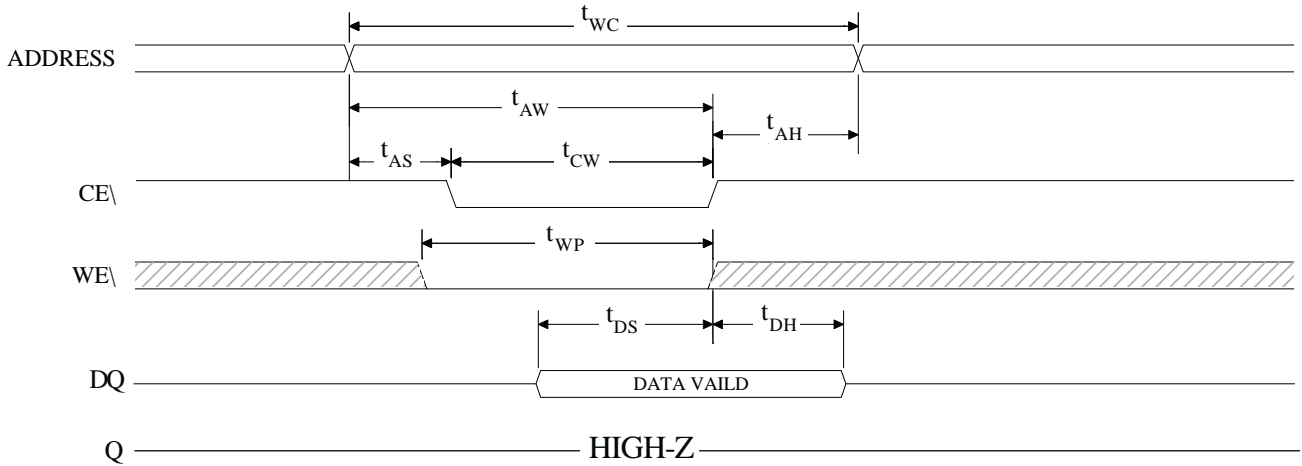 tWC
ADDRESS
tAW
tAH
tAS
tCW
CE\
tWP
WE\
tDS
tDH
DQ
DATA VAILD
Q
HIGH-Z